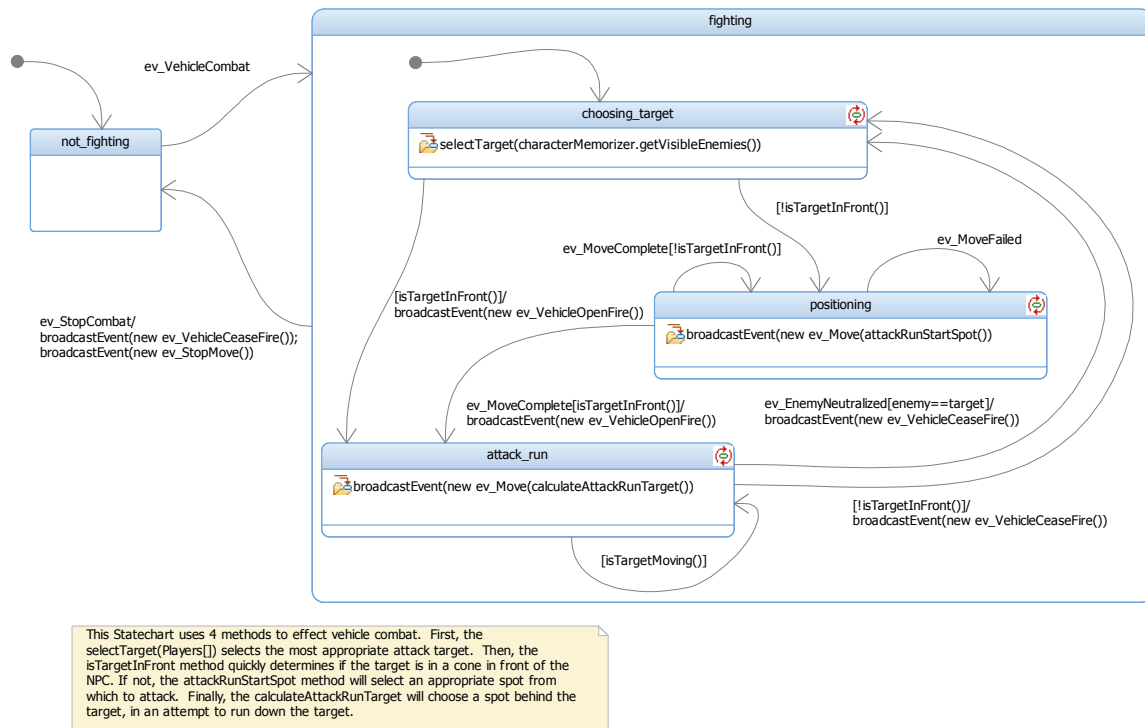 fighting
ev_VehicleCombat
choosing_target
not_fighting
selectTarget(characterMemorizer.getVisibleEnemies())
[!isTargetInFront()]
ev_MoveComplete[!isTargetInFront()]
ev_MoveFailed
[isTargetInFront()]/
broadcastEvent(new ev_VehicleOpenFire())
positioning
ev_StopCombat/
broadcastEvent(new ev_VehicleCeaseFire());
broadcastEvent(new ev_StopMove())
broadcastEvent(new ev_Move(attackRunStartSpot())
ev_MoveComplete[isTargetInFront()]/
broadcastEvent(new ev_VehicleOpenFire())
ev_EnemyNeutralized[enemy==target]/
broadcastEvent(new ev_VehicleCeaseFire())
attack_run
broadcastEvent(new ev_Move(calculateAttackRunTarget())
[!isTargetInFront()]/
broadcastEvent(new ev_VehicleCeaseFire())
[isTargetMoving()]
This Statechart uses 4 methods to effect vehicle combat. First, the
selectTarget(Players[]) selects the most appropriate attack target. Then, the
isTargetInFront method quickly determines if the target is in a cone in front of the
NPC. If not, the attackRunStartSpot method will select an appropriate spot from
which to attack. Finally, the calculateAttackRunTarget will choose a spot behind the
target, in an attempt to run down the target.